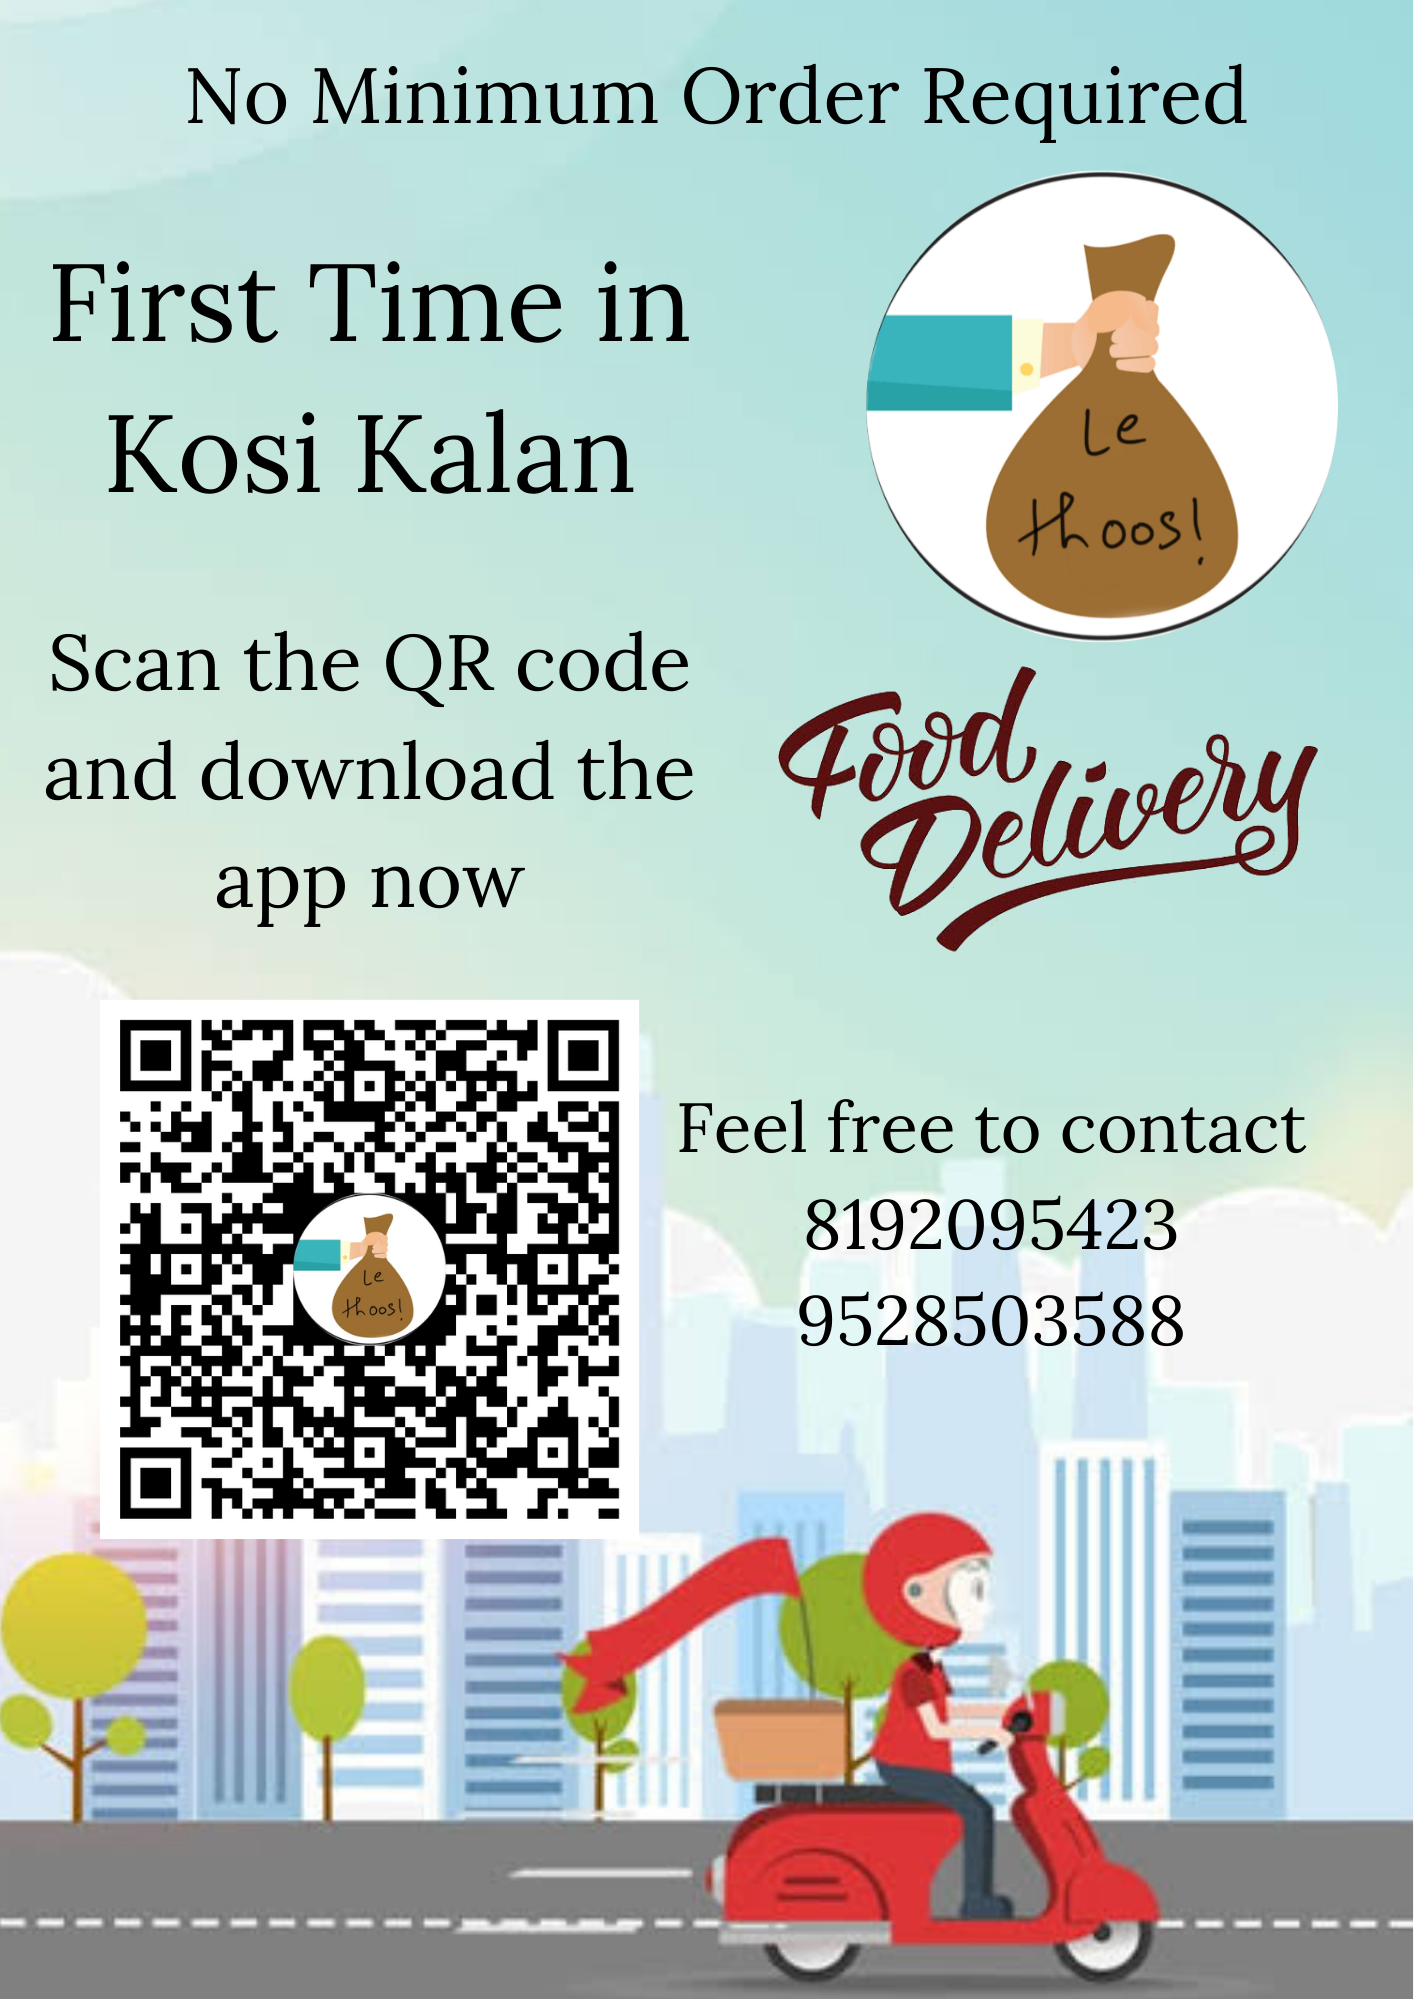 No Minimum Order Required
First Time in
Kosi Kalan
Le
thoos!
Scan the QR code
and download the
app now
Food
Delivery
Le
thoos!
Feel free to contact
8192095423
9528503588